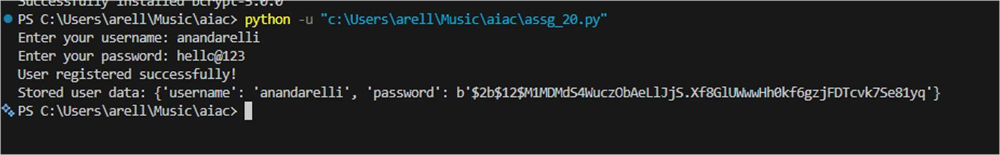 Successfully installed bcrypt-5.0.0
PS C:\Users\arell\Music\aiac> python -u "c:\Users\arell\Music\aiac\assg_20.py"
Enter your username: anandarelli
Enter your password: hello@123
User registered successfully!
Stored user data: {'username': 'anandarelli', 'password': b'$2b$12$M1MDMdS4WuczObAeLlJjS.Xf8GlUWwwHh0kf6gzjFDTcvk7Se81yq'}
PS C:\Users\arell\Music\aiac>